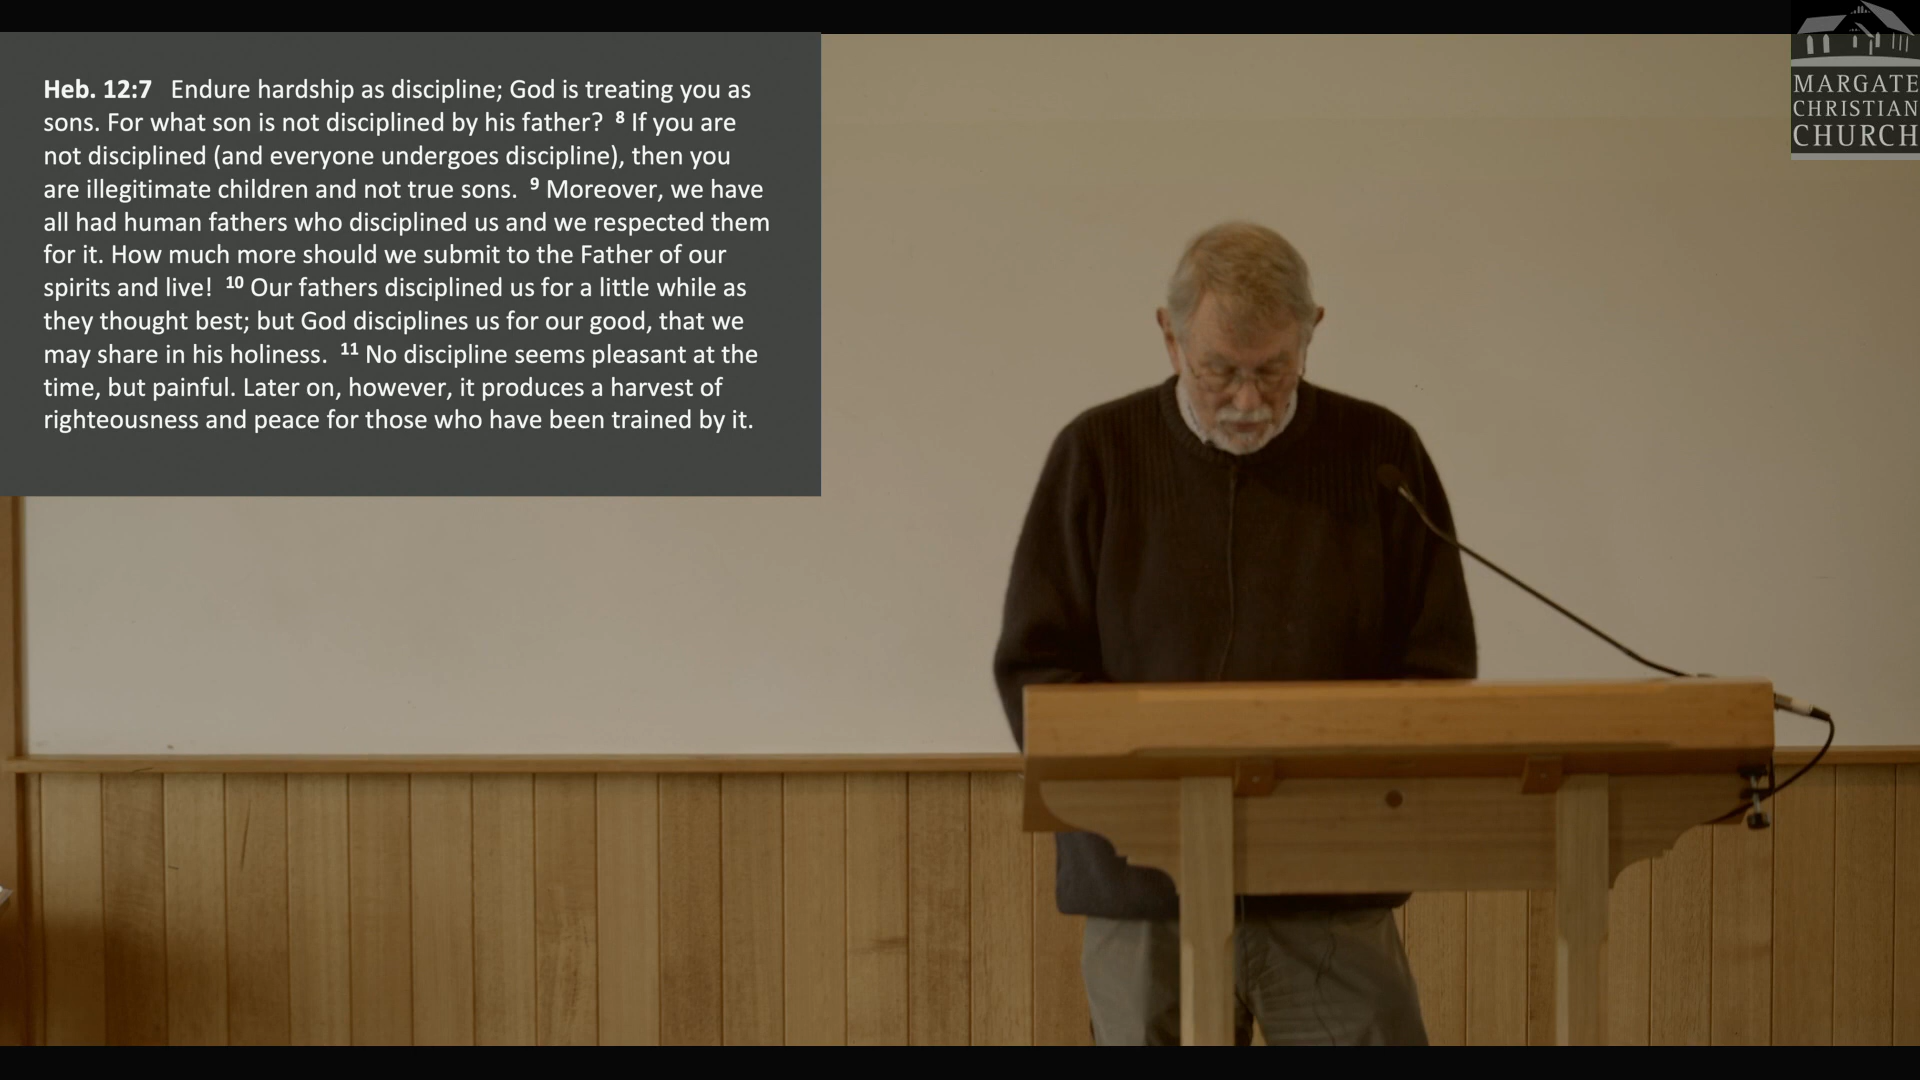 Heb. 12:7 Endure hardship as discipline; God is treating you as
sons. For what son is not disciplined by his father? 8 If you are
not disciplined (and everyone undergoes discipline), then you
are illegitimate children and not true sons. 9 Moreover, we have
all had human fathers who disciplined us and we respected them
for it. How much more should we submit to the Father of our
spirits and live! 10 Our fathers disciplined us for a little while as
they thought best; but God disciplines us for our good, that we
may share in his holiness. 11 No discipline seems pleasant at the
time, but painful. Later on, however, it produces a harvest of
righteousness and peace for those who have been trained by it.
MARGATE
CHRISTIAN
CHURCH